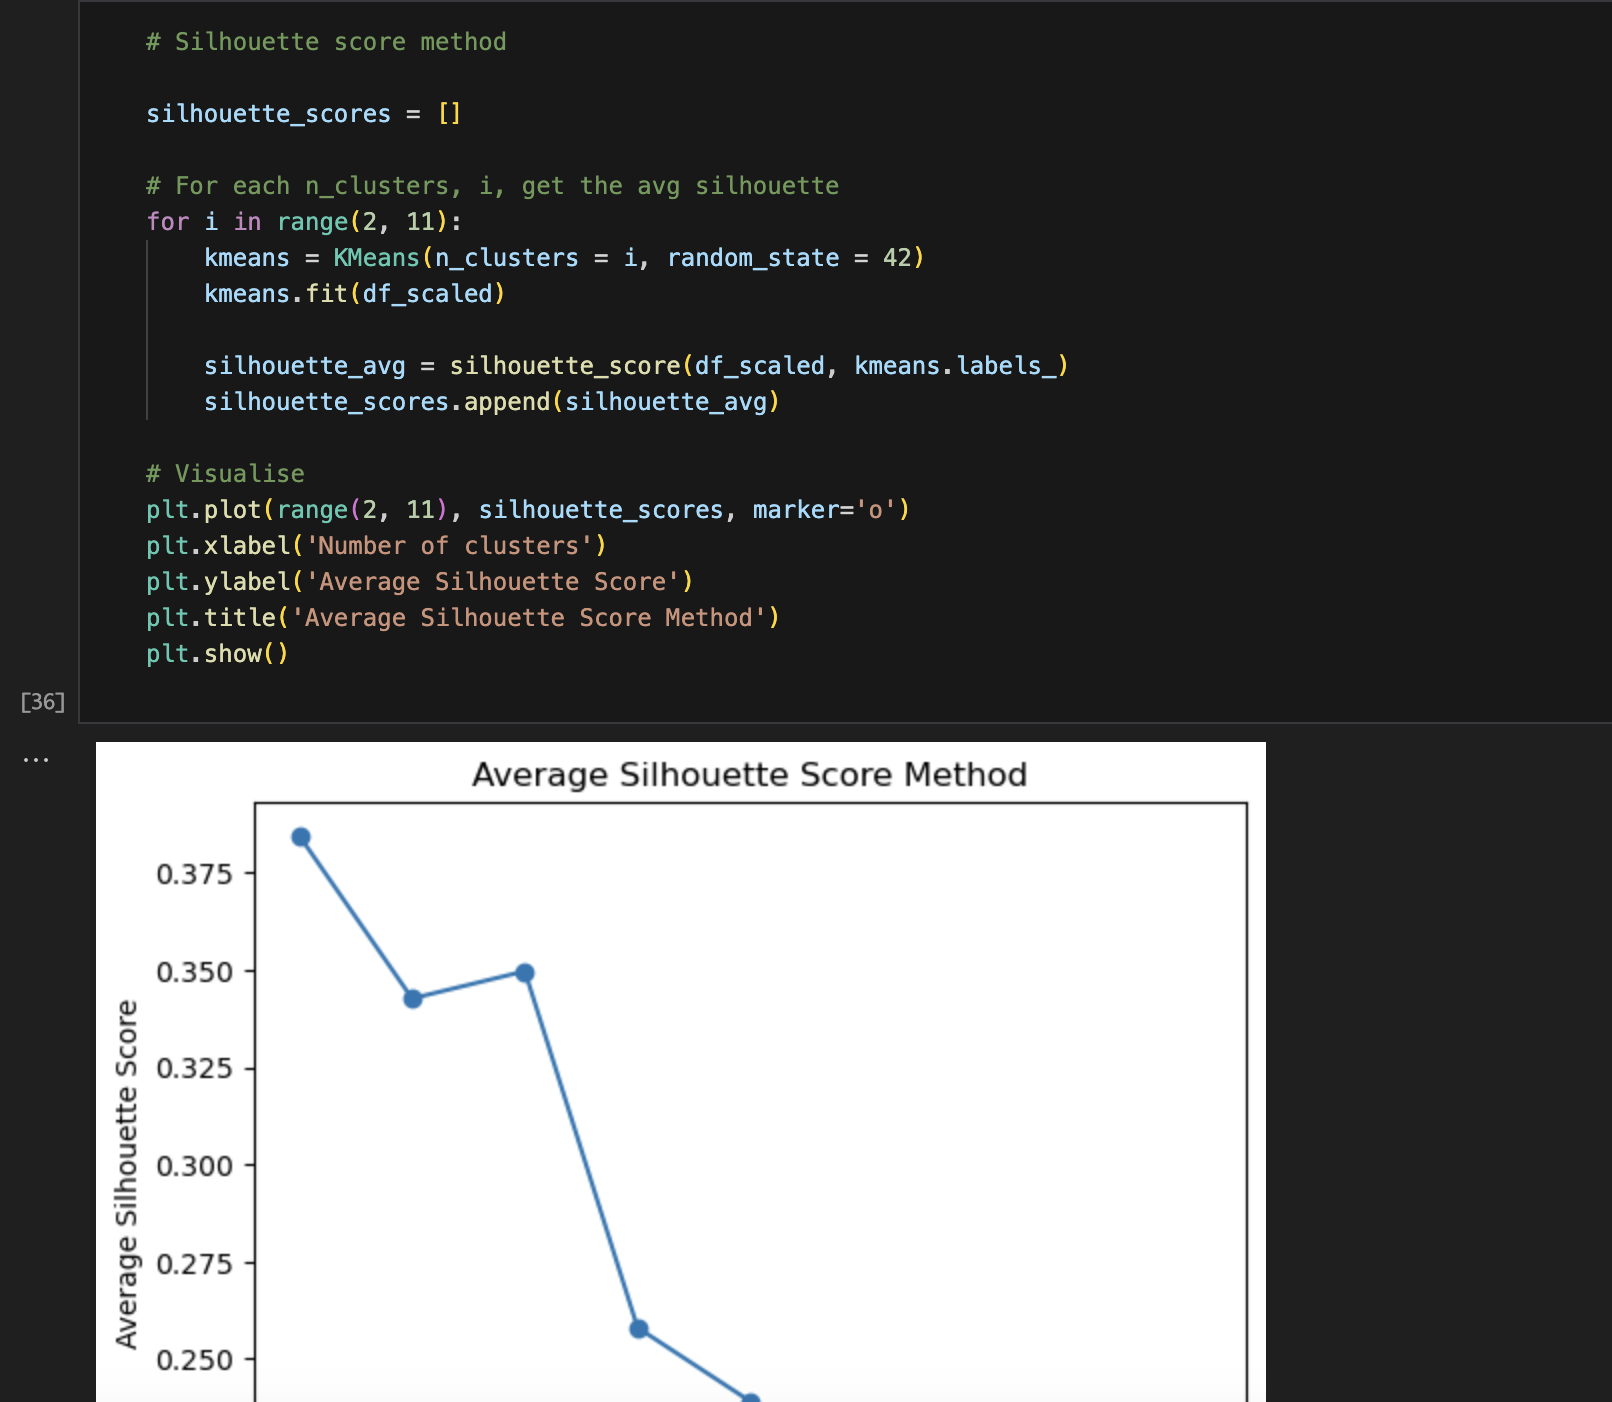 # Silhouette score method
silhouette_scores = []
# For each n_clusters, i, get the avg silhouette
for i in range(2, 11):
kmeans = KMeans(n_clusters = i, random_state = 42)
kmeans.fit(df_scaled)
silhouette_avg = silhouette_score(df_scaled, kmeans.labels_)
silhouette_scores.append(silhouette_avg)
# Visualise
plt.plot(range(2, 11), silhouette_scores, marker='o')
plt.xlabel('Number of clusters')
plt.ylabel('Average Silhouette Score')
plt.title('Average Silhouette Score Method')
plt.show()
[36]
...
Average Silhouette Score Method
0.375
0.350
0.325
0.300
0.275
0.250
Average Silhouette Score